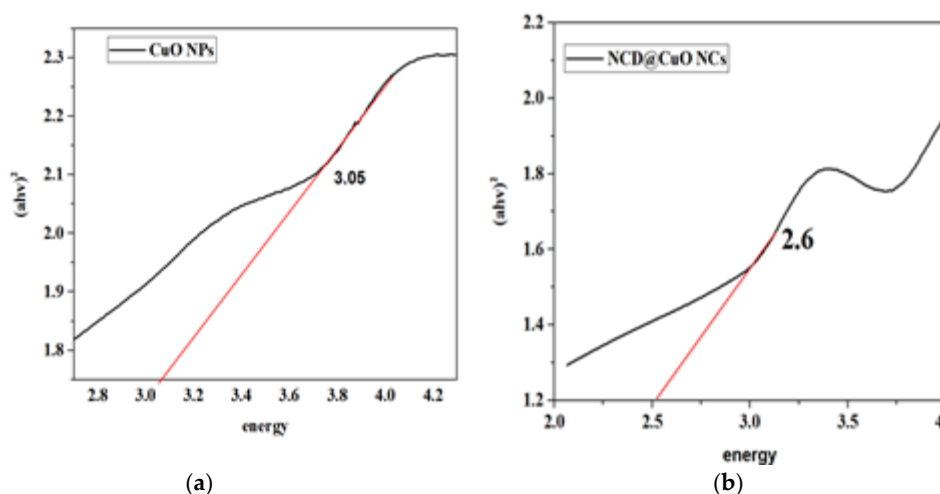 CuO NPs
2.3
2.2
2.1
2.0
1.9
1.8
(ahv)²
3.05
2.8 3.0 3.2 3.4 3.6 3.8 4.0 4.2
energy
(a)
NCD@CuO NCs
2.2
2.0
1.8
1.6
1.4
1.2
(ahv)²
2.6
2.0 2.5 3.0 3.5 4
energy
(b)